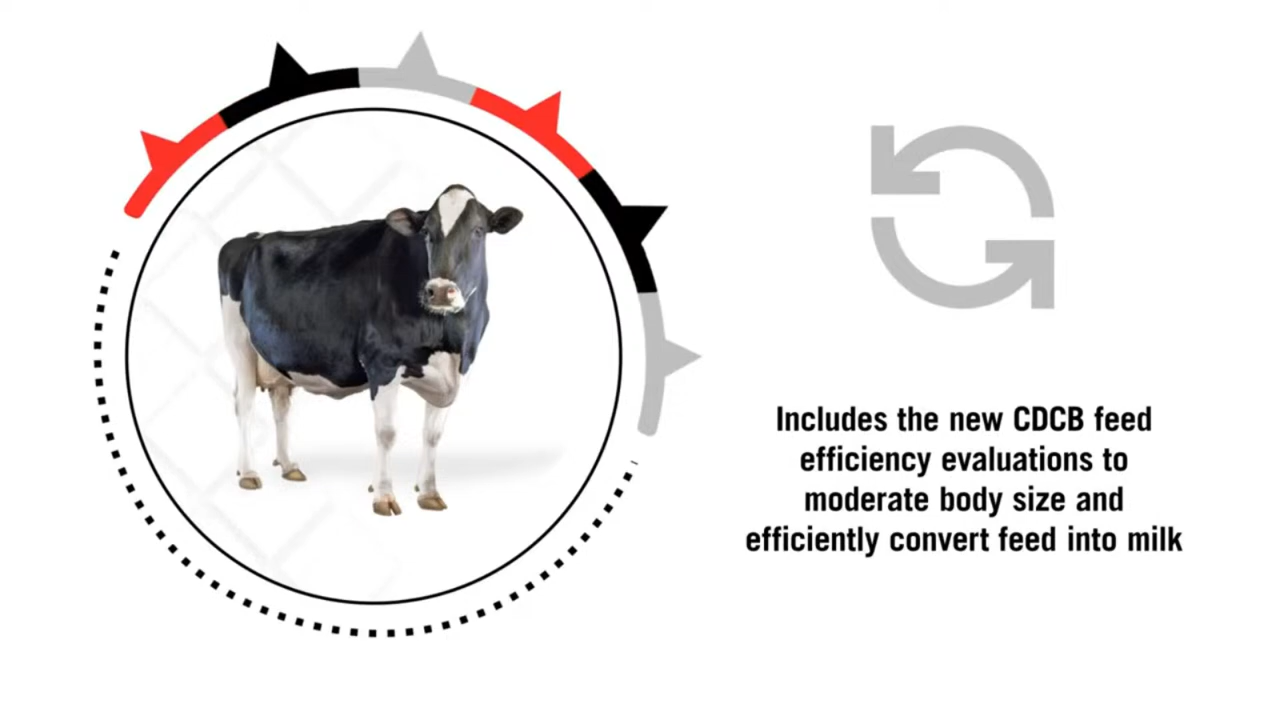 Includes the new CDCB feed
efficiency evaluations to
moderate body size and
efficiently convert feed into milk